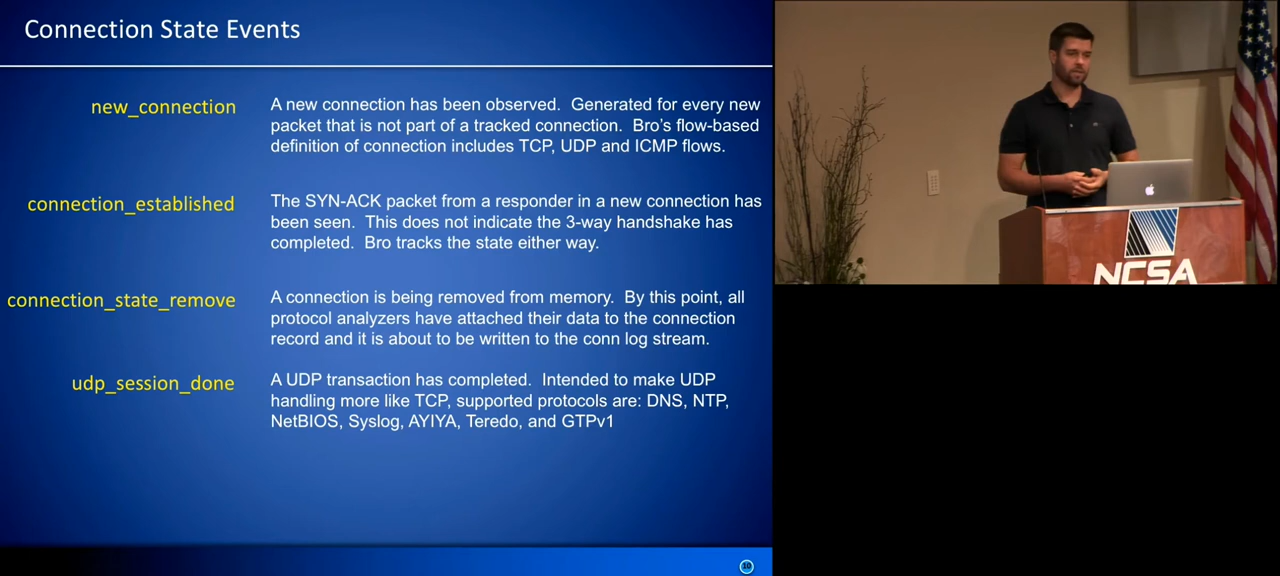 Connection State Events
new_connection
A new connection has been observed.  Generated for every new
packet that is not part of a tracked connection.  Bro's flow-based
definition of connection includes TCP, UDP and ICMP flows.
connection_established
The SYN-ACK packet from a responder in a new connection has
been seen.  This does not indicate the 3-way handshake has
completed.  Bro tracks the state either way.
connection_state_remove
A connection is being removed from memory.  By this point, all
protocol analyzers have attached their data to the connection
record and it is about to be written to the conn log stream.
udp_session_done
A UDP transaction has completed.  Intended to make UDP
handling more like TCP, supported protocols are: DNS, NTP,
NetBIOS, Syslog, AYIYA, Teredo, and GTPv1
10
NCSA